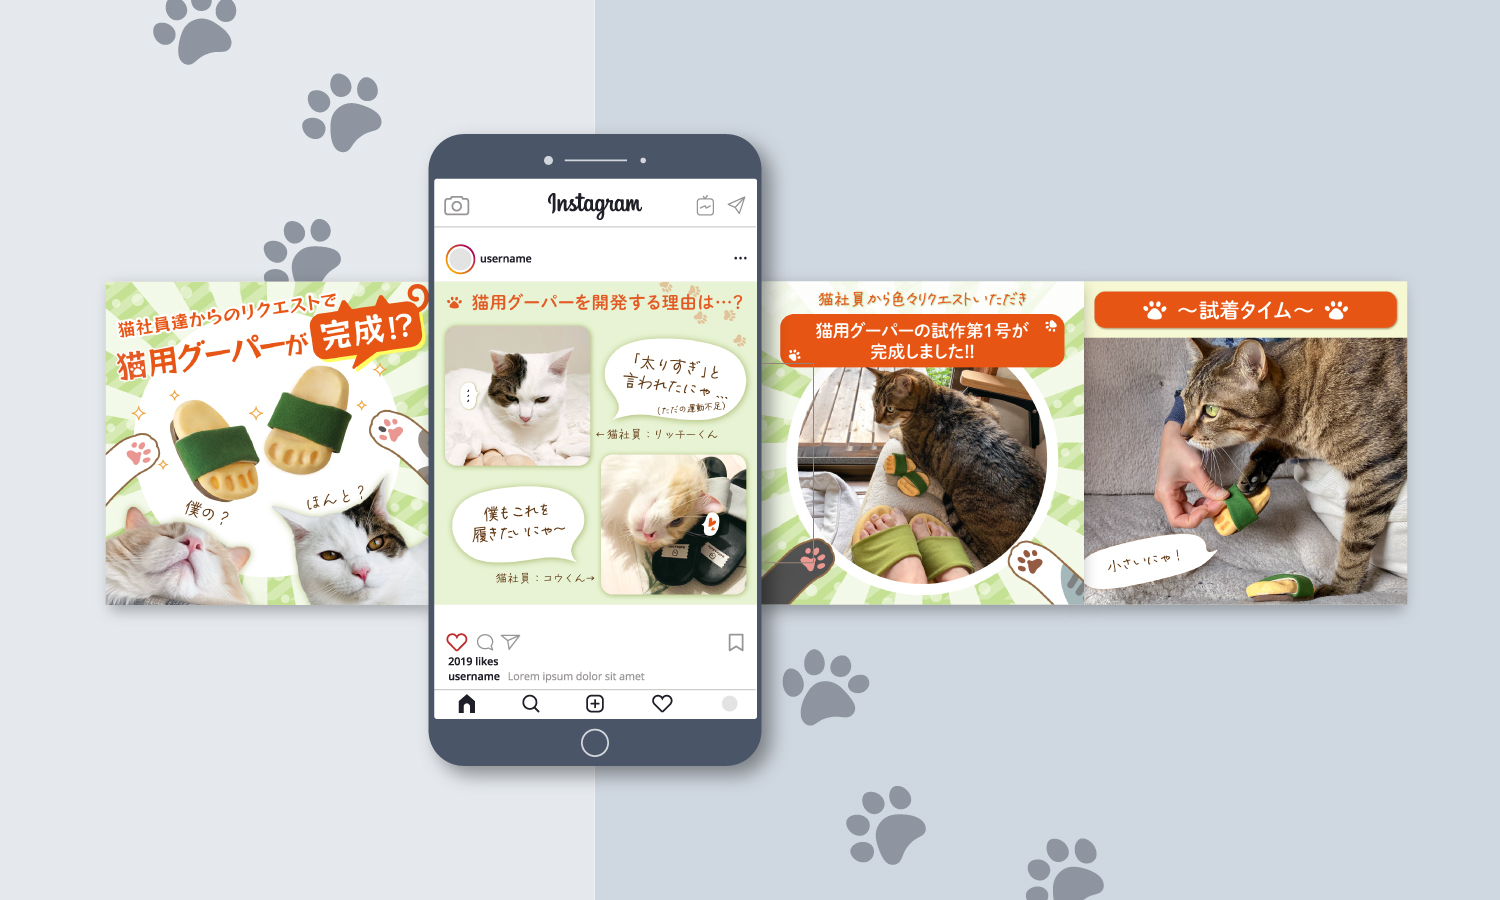 猫社員達からのリクエストで
猫用グーパーが
完成!?
僕の?
ほんと?
Instagram
username
猫用グーパーを開発する理由は…?
「太りすぎ」と
言われたにゃ…
(ただの運動不足)
←猫社員：リッチーくん
僕もこれを
履きたいにゃ〜
猫社員：コウくん→
2019 likes
username Lorem ipsum dolor sit amet
猫社員から色々リクエストいただき
猫用グーパーの試作第1号が
完成しました!!
〜試着タイム〜
小さいにゃ!